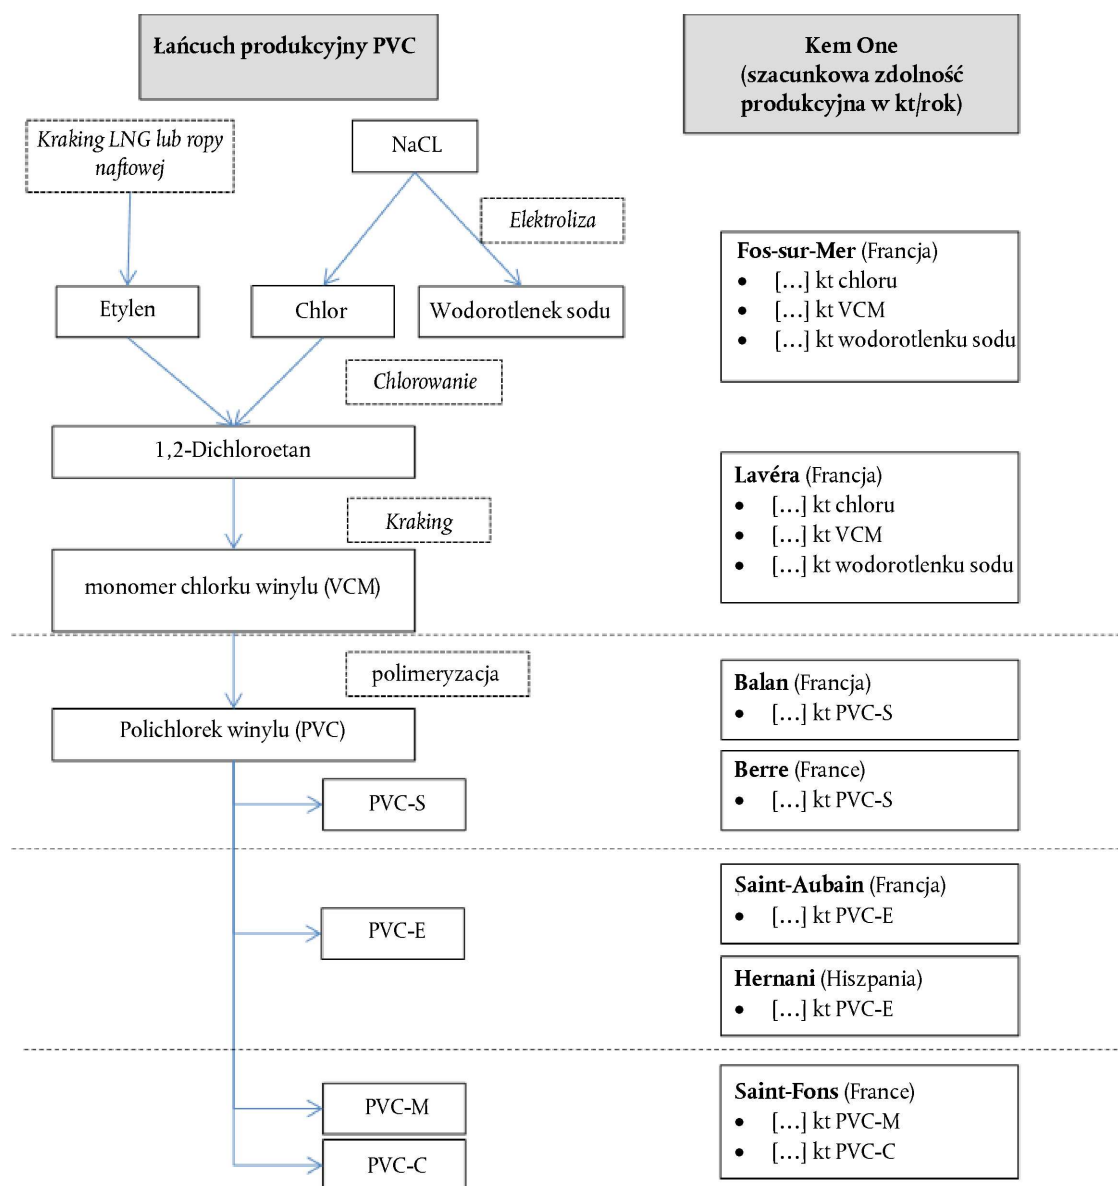 Łańcuch produkcyjny PVC
Kem One
(szacunkowa zdolność
produkcyjna w kt/rok)
Kraking LNG lub ropy
naftowej
NaCL
Elektroliza
Etylen
Chlor
Wodorotlenek sodu
Chlorowanie
1,2-Dichloroetan
Kraking
monomer chlorku winylu (VCM)
polimeryzacja
Polichlorek winylu (PVC)
PVC-S
PVC-E
PVC-M
PVC-C
Fos-sur-Mer (Francja)
• […] kt chloru
• […] kt VCM
• […] kt wodorotlenku sodu
Lavéra (Francja)
• […] kt chloru
• […] kt VCM
• […] kt wodorotlenku sodu
Balan (Francja)
• […] kt PVC-S
Berre (France)
• […] kt PVC-S
Saint-Aubain (Francja)
• […] kt PVC-E
Hernani (Hiszpania)
• […] kt PVC-E
Saint-Fons (France)
• […] kt PVC-M
• […] kt PVC-C